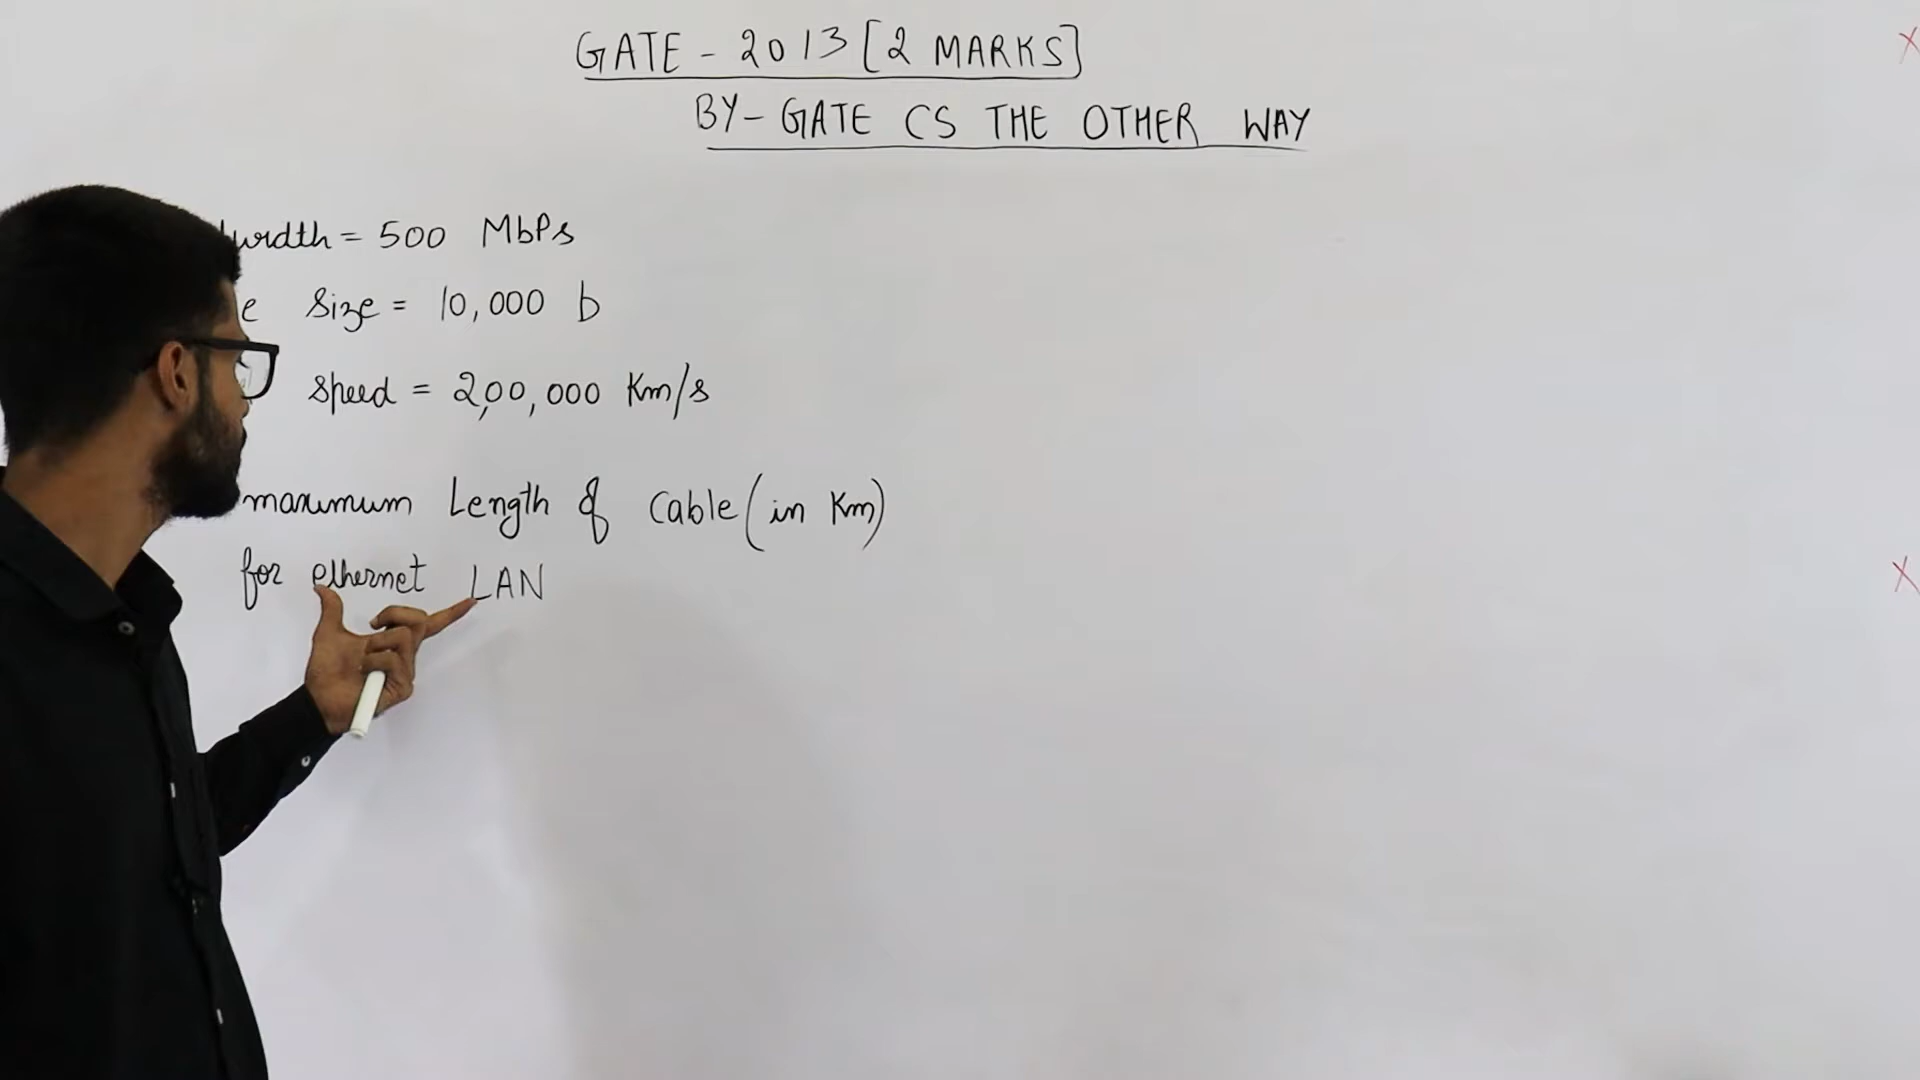 GATE - 2013 [2 MARKS]
BY- GATE CS THE OTHER WAY
= 500 MbPs
size = 10,000 b
speed = 2,00,000 Km/s
maximum Length of Cable (in Km)
for ethernet LAN